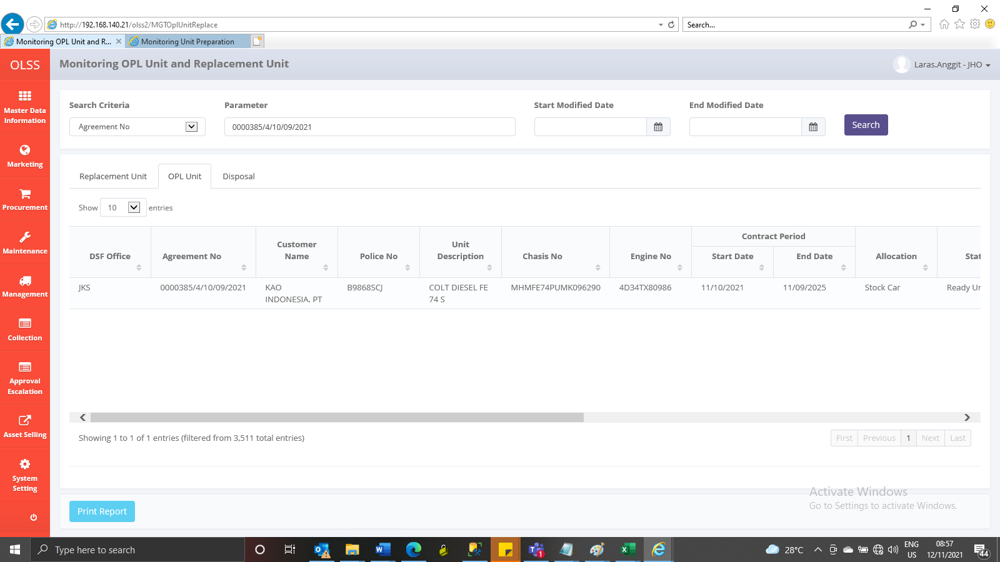 http://192.168.140.21/olss2/MGTOplUnitReplace
Search...
Monitoring OPL Unit and R...
Monitoring Unit Preparation
OLSS
Monitoring OPL Unit and Replacement Unit
Laras.Anggit - JHO
Master Data
Information
Marketing
Procurement
Maintenance
Management
Collection
Approval
Escalation
Asset Selling
System
Setting
Search Criteria
Parameter
Start Modified Date
End Modified Date
Agreement No
0000385/4/10/09/2021
Search
Replacement Unit
OPL Unit
Disposal
Show 10 entries
DSF Office
Agreement No
Customer
Name
Police No
Unit
Description
Chasis No
Engine No
Contract Period
Start Date
End Date
Allocation
Stat
JKS
0000385/4/10/09/2021
KAO
INDONESIA. PT
B9868SCJ
COLT DIESEL FE
74 S
MHMFE74PUMK096290
4D34TX80986
11/10/2021
11/09/2025
Stock Car
Ready Ur
Showing 1 to 1 of 1 entries (filtered from 3,511 total entries)
First Previous 1 Next Last
Activate Windows
Go to Settings to activate Windows.
Print Report
Type here to search
1
28°C
ENG
US
08:57
12/11/2021
44